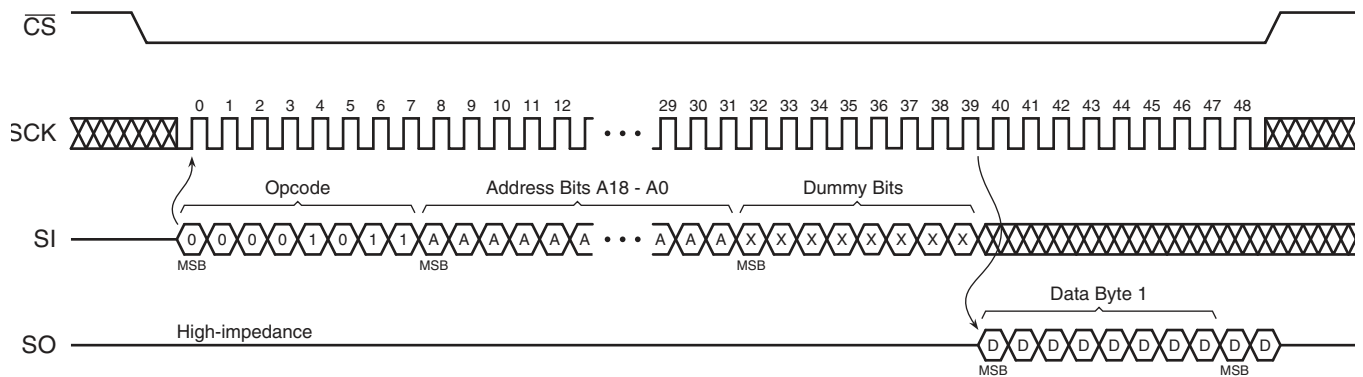 CS
0 1 2 3 4 5 6 7 8 9 10 11 12 29 30 31 32 33 34 35 36 37 38 39 40 41 42 43 44 45 46 47 48
SCK
Opcode Address Bits A18 - A0 Dummy Bits
SI 0 0 0 0 1 0 1 1 A A A A A A A A A X X X X X X X X
MSB MSB MSB
Data Byte 1
High-impedance
SO D D D D D D D D D D
MSB MSB